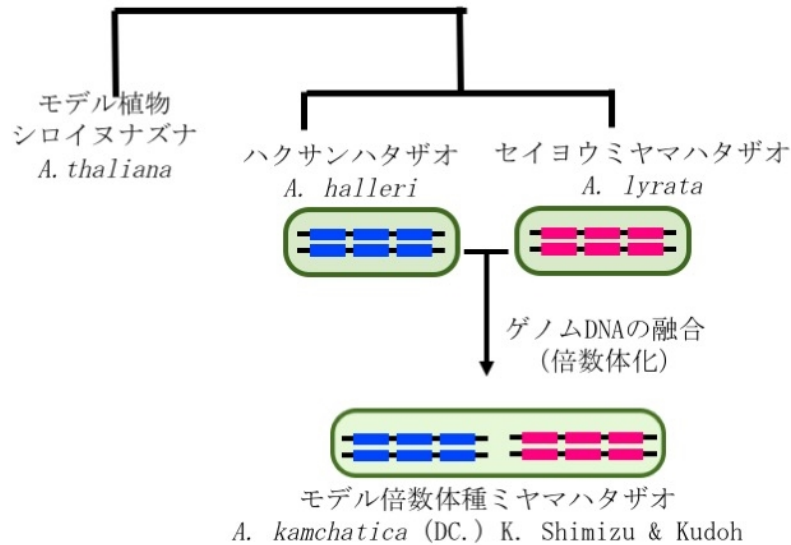 モデル植物
シロイヌナズナ
A. thaliana
ハクサンハタザオ
A. halleri
セイヨウミヤマハタザオ
A. lyrata
ゲノムDNAの融合
(倍数体化)
モデル倍数体種ミヤマハタザオ
A. kamchatica (DC.) K. Shimizu & Kudoh